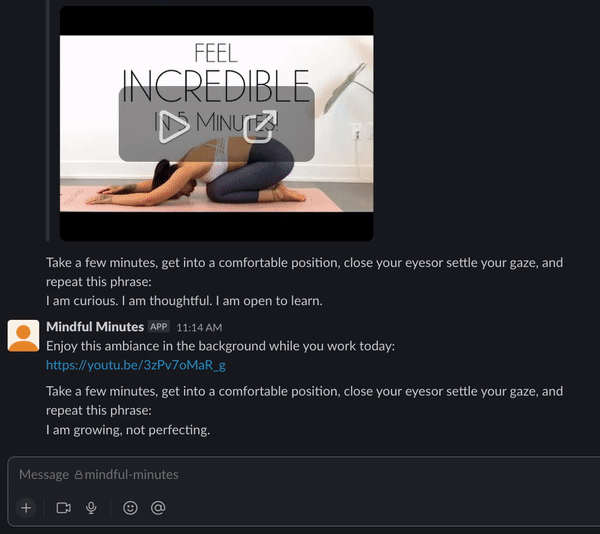 FEEL
INCREDIBLE
IN 5 MINUTES!
Take a few minutes, get into a comfortable position, close your eyesor settle your gaze, and
repeat this phrase:
I am curious. I am thoughtful. I am open to learn.
Mindful Minutes APP 11:14 AM
Enjoy this ambiance in the background while you work today:
https://youtu.be/3zPv7oMaR_g
Take a few minutes, get into a comfortable position, close your eyesor settle your gaze, and
repeat this phrase:
I am growing, not perfecting.
Message mindful-minutes